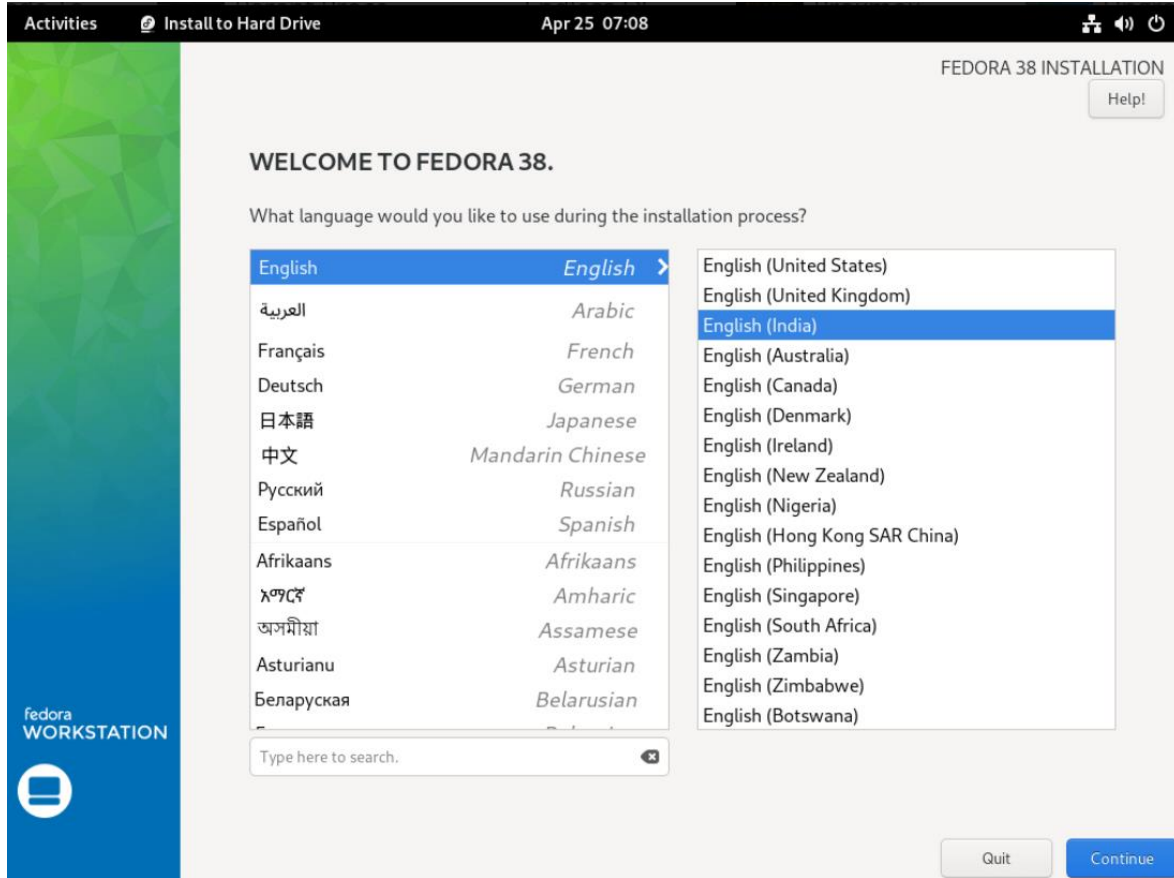 Activities Install to Hard Drive Apr 25 07:08
FEDORA 38 INSTALLATION
Help!
WELCOME TO FEDORA 38.
What language would you like to use during the installation process?
English English
العربية Arabic
Français French
Deutsch German
日本語 Japanese
中文 Mandarin Chinese
Русский Russian
Español Spanish
Afrikaans Afrikaans
አማርኛ Amharic
অসমীয়া Assamese
Asturianu Asturian
Беларуская Belarusian
English (United States)
English (United Kingdom)
English (India)
English (Australia)
English (Canada)
English (Denmark)
English (Ireland)
English (New Zealand)
English (Nigeria)
English (Hong Kong SAR China)
English (Philippines)
English (Singapore)
English (South Africa)
English (Zambia)
English (Zimbabwe)
English (Botswana)
Type here to search.
fedora
WORKSTATION
Quit Continue